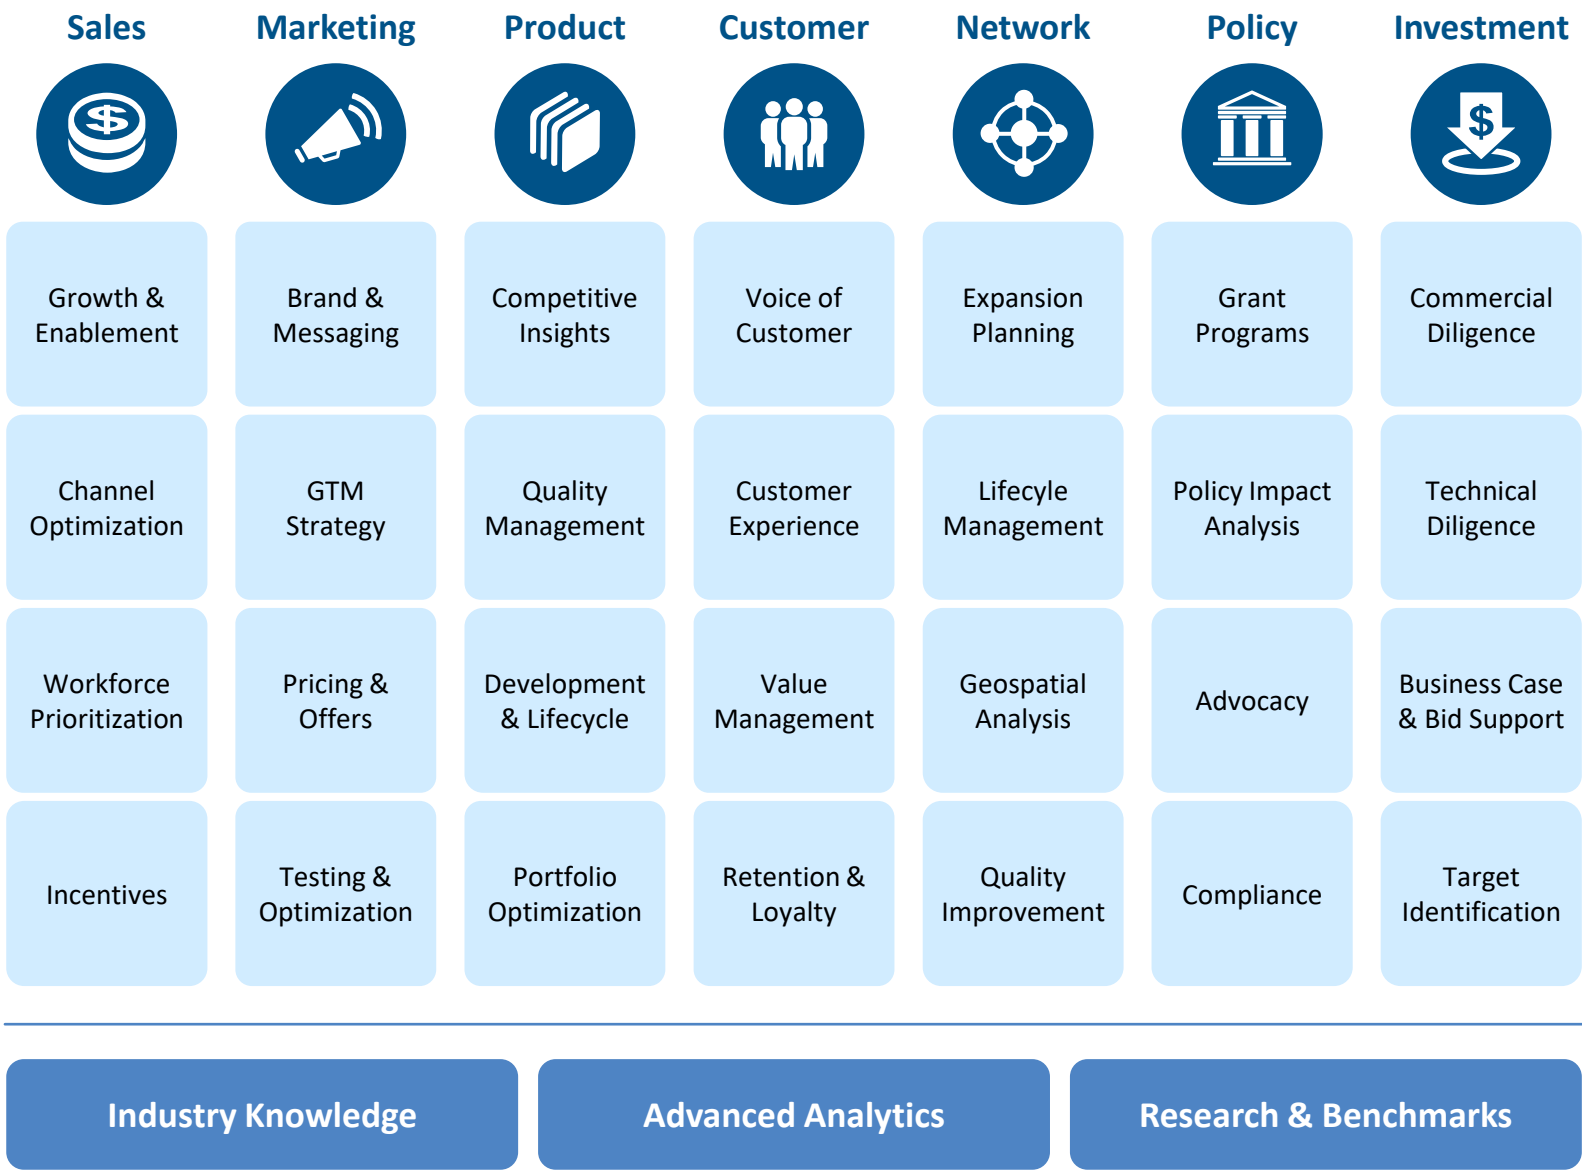 Sales
Marketing
Product
Customer
Network
Policy
Investment
$
$
Growth &
Enablement
Brand &
Messaging
Competitive
Insights
Voice of
Customer
Expansion
Planning
Grant
Programs
Commercial
Diligence
Channel
Optimization
GTM
Strategy
Quality
Management
Customer
Experience
Lifecyle
Management
Policy Impact
Analysis
Technical
Diligence
Workforce
Prioritization
Pricing &
Offers
Development
& Lifecycle
Value
Management
Geospatial
Analysis
Advocacy
Business Case
& Bid Support
Incentives
Testing &
Optimization
Portfolio
Optimization
Retention &
Loyalty
Quality
Improvement
Compliance
Target
Identification
Industry Knowledge
Advanced Analytics
Research & Benchmarks